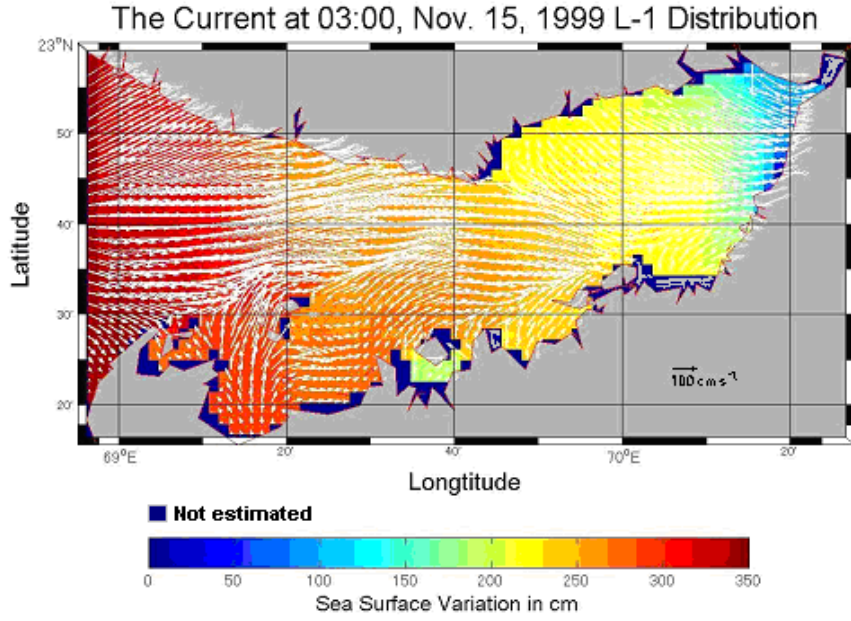 The Current at 03:00, Nov. 15, 1999 L-1 Distribution
23°N
50'
40'
30'
20'
Latitude
100 cm s⁻¹
69°E 20' 40' 70°E 20'
Longtitude
Not estimated
0 50 100 150 200 250 300 350
Sea Surface Variation in cm